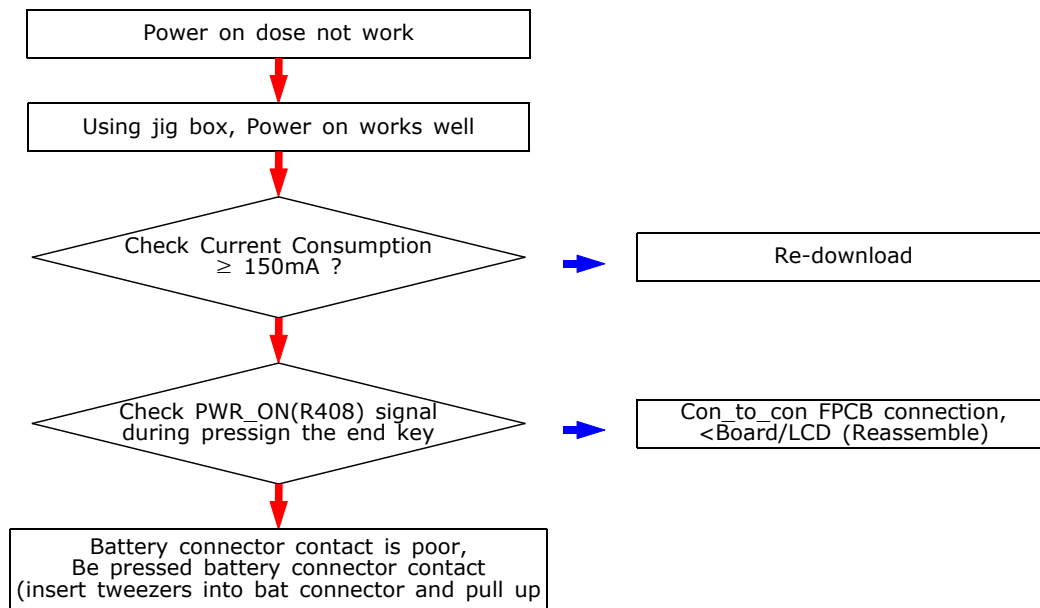 Power on dose not work
Using jig box, Power on works well
Check Current Consumption
≥ 150mA ?
Re-download
Check PWR_ON(R408) signal
during pressign the end key
Con_to_con FPCB connection,
<Board/LCD (Reassemble)
Battery connector contact is poor,
Be pressed battery connector contact
(insert tweezers into bat connector and pull up